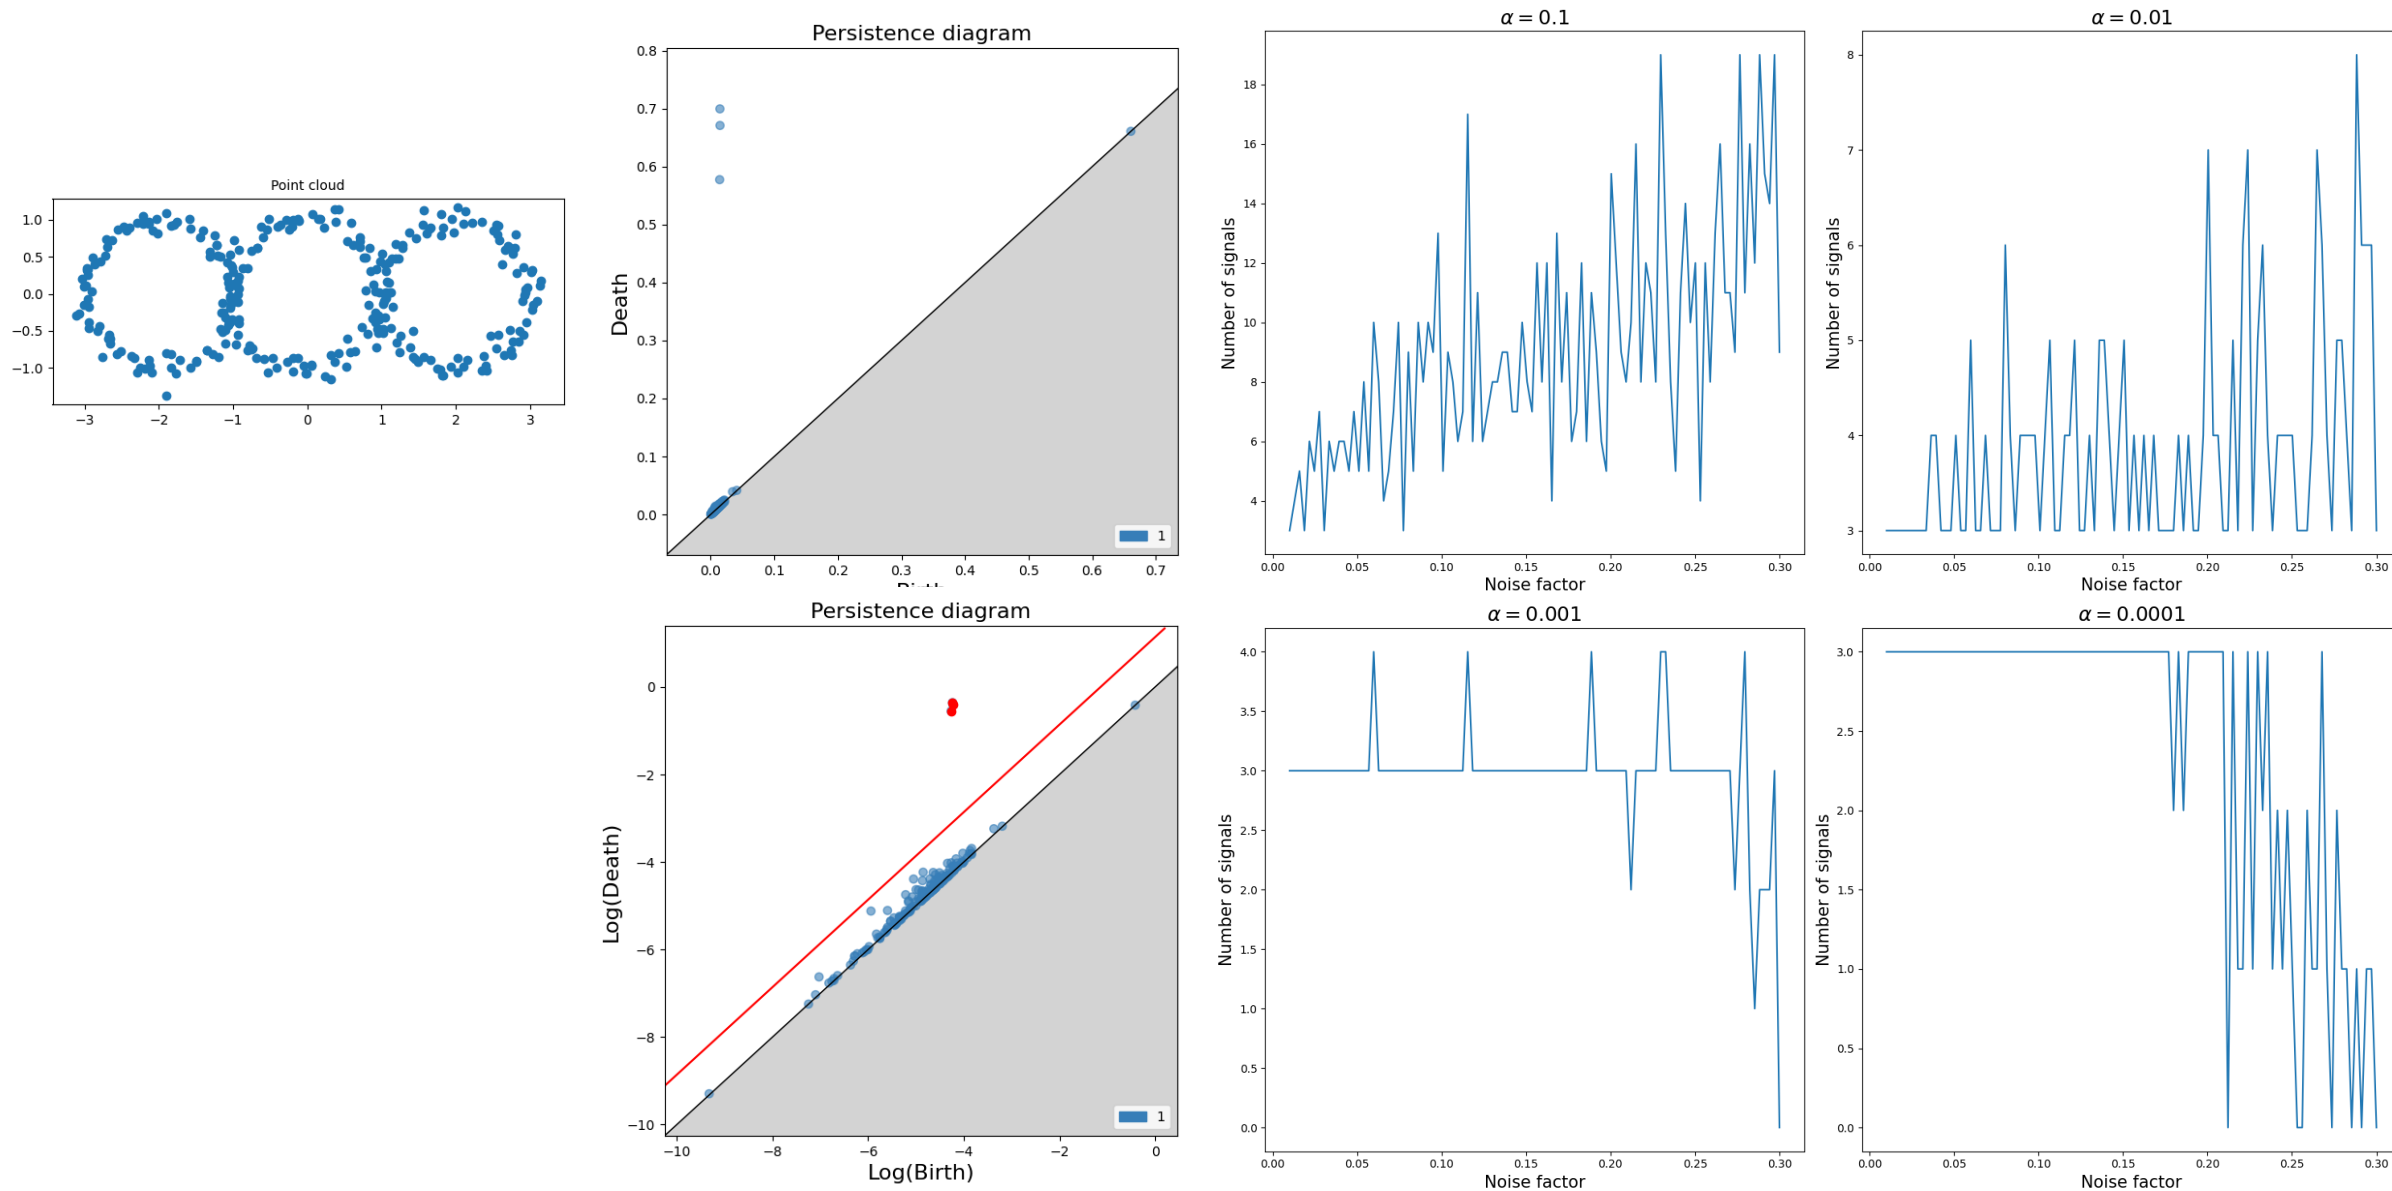 Point cloud
1.0
0.5
0.0
−0.5
−1.0
−3 −2 −1 0 1 2 3
Persistence diagram
Death
0.8
0.7
0.6
0.5
0.4
0.3
0.2
0.1
0.0
1
0.0 0.1 0.2 0.3 0.4 0.5 0.6 0.7
α = 0.1
Number of signals
18
16
14
12
10
8
6
4
0.00 0.05 0.10 0.15 0.20 0.25 0.30
Noise factor
α = 0.01
Number of signals
8
7
6
5
4
3
0.00 0.05 0.10 0.15 0.20 0.25 0.30
Noise factor
Persistence diagram
Log(Death)
0
−2
−4
−6
−8
−10
1
−10 −8 −6 −4 −2 0
Log(Birth)
α = 0.001
Number of signals
4.0
3.5
3.0
2.5
2.0
1.5
1.0
0.5
0.0
0.00 0.05 0.10 0.15 0.20 0.25 0.30
Noise factor
α = 0.0001
Number of signals
3.0
2.5
2.0
1.5
1.0
0.5
0.0
0.00 0.05 0.10 0.15 0.20 0.25 0.30
Noise factor